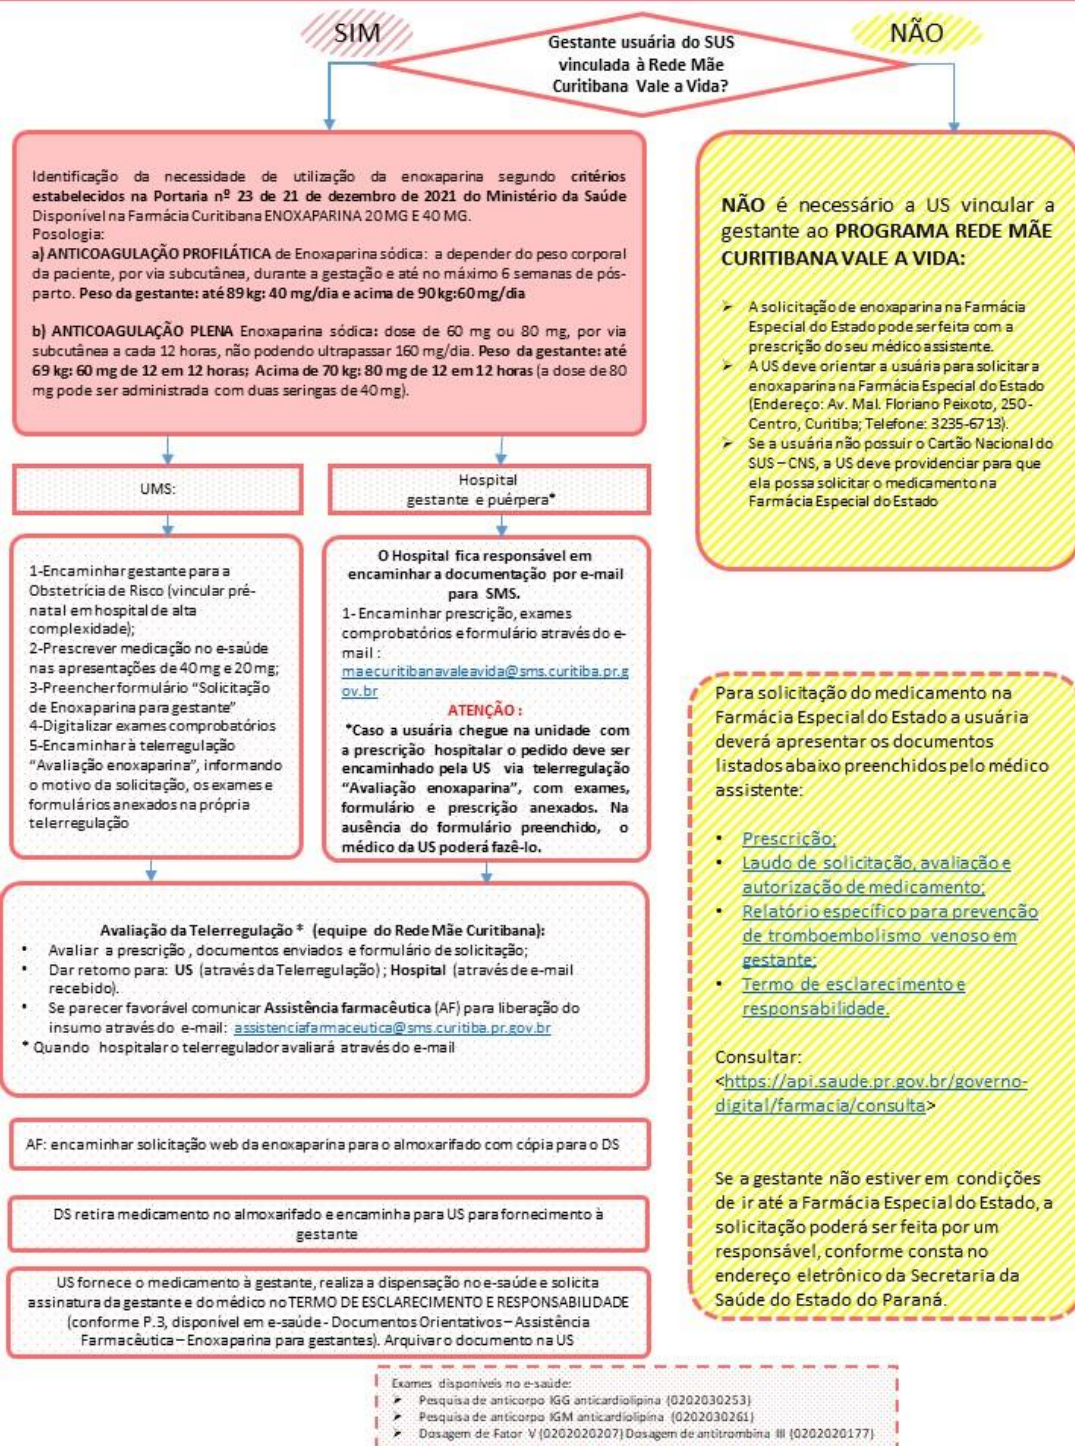 SIM
Gestante usuária do SUS
vinculada à Rede Mãe
Curitibana Vale a Vida?
NÃO
Identificação da necessidade de utilização da enoxaparina segundo critérios
estabelecidos na Portaria nº 23 de 21 de dezembro de 2021 do Ministério da Saúde
Disponível na Farmácia Curitibana ENOXAPARINA 20 MG E 40 MG.
Posologia:
a) ANTICOAGULAÇÃO PROFILÁTICA de Enoxaparina sódica: a depender do peso corporal
da paciente, por via subcutânea, durante a gestação e até no máximo 6 semanas de pós-
parto. Peso da gestante: até 89 kg: 40 mg/dia e acima de 90 kg:60 mg/dia
b) ANTICOAGULAÇÃO PLENA Enoxaparina sódica: dose de 60 mg ou 80 mg, por via
subcutânea a cada 12 horas, não podendo ultrapassar 160 mg/dia. Peso da gestante: até
69 kg: 60 mg de 12 em 12 horas; Acima de 70 kg: 80 mg de 12 em 12 horas (a dose de 80
mg pode ser administrada com duas seringas de 40 mg).
NÃO é necessário a US vincular a
gestante ao PROGRAMA REDE MÃE
CURITIBANA VALE A VIDA:
➢ A solicitação de enoxaparina na Farmácia
Especial do Estado pode ser feita com a
prescrição do seu médico assistente.
➢ A US deve orientar a usuária para solicitar a
enoxaparina na Farmácia Especial do Estado
(Endereço: Av. Mal. Floriano Peixoto, 250-
Centro, Curitiba; Telefone: 3235-6713).
➢ Se a usuária não possuir o Cartão Nacional do
SUS – CNS, a US deve providenciar para que
ela possa solicitar o medicamento na
Farmácia Especial do Estado
UMS:
Hospital
gestante e puérpera*
1-Encaminhar gestante para a
Obstetrícia de Risco (vincular pré-
natal em hospital de alta
complexidade);
2-Prescrever medicação no e-saúde
nas apresentações de 40 mg e 20 mg;
3-Preencher formulário "Solicitação
de Enoxaparina para gestante"
4-Digitalizar exames comprobatórios
5-Encaminhar à telerregulação
"Avaliação enoxaparina", informando
o motivo da solicitação, os exames e
formulários anexados na própria
telerregulação
O Hospital fica responsável em
encaminhar a documentação por e-mail
para SMS.
1- Encaminhar prescrição, exames
comprobatórios e formulário através do e-
mail :
maecuritibanavaleavida@sms.curitiba.pr.g
ov.br
ATENÇÃO :
*Caso a usuária chegue na unidade com
a prescrição hospitalar o pedido deve ser
encaminhado pela US via telerregulação
"Avaliação enoxaparina", com exames,
formulário e prescrição anexados. Na
ausência do formulário preenchido, o
médico da US poderá fazê-lo.
Avaliação da Telerregulação * (equipe do Rede Mãe Curitibana):
• Avaliar a prescrição , documentos enviados e formulário de solicitação;
• Dar retorno para: US (através da Telerregulação) ; Hospital (através de e-mail
recebido).
• Se parecer favorável comunicar Assistência farmacêutica (AF) para liberação do
insumo através do e-mail: assistenciafarmaceutica@sms.curitiba.pr.gov.br
* Quando hospitalar o telerregulador avaliará através do e-mail
AF: encaminhar solicitação web da enoxaparina para o almoxarifado com cópia para o DS
DS retira medicamento no almoxarifado e encaminha para US para fornecimento à
gestante
US fornece o medicamento à gestante, realiza a dispensação no e-saúde e solicita
assinatura da gestante e do médico no TERMO DE ESCLARECIMENTO E RESPONSABILIDADE
(conforme P.3, disponível em e-saúde - Documentos Orientativos – Assistência
Farmacêutica – Enoxaparina para gestantes). Arquivar o documento na US
Para solicitação do medicamento na
Farmácia Especial do Estado a usuária
deverá apresentar os documentos
listados abaixo preenchidos pelo médico
assistente:
• Prescrição;
• Laudo de solicitação, avaliação e
autorização de medicamento;
• Relatório específico para prevenção
de tromboembolismo venoso em
gestante;
• Termo de esclarecimento e
responsabilidade.
Consultar:
<https://api.saude.pr.gov.br/governo-
digital/farmacia/consulta>
Se a gestante não estiver em condições
de ir até a Farmácia Especial do Estado, a
solicitação poderá ser feita por um
responsável, conforme consta no
endereço eletrônico da Secretaria da
Saúde do Estado do Paraná.
Exames disponíveis no e-saúde:
➢ Pesquisa de anticorpo IGG anticardiolipina (0202030253)
➢ Pesquisa de anticorpo IGM anticardiolipina (0202030261)
➢ Dosagem de Fator V (0202020207) Dosagem de antitrombina III (0202020177)